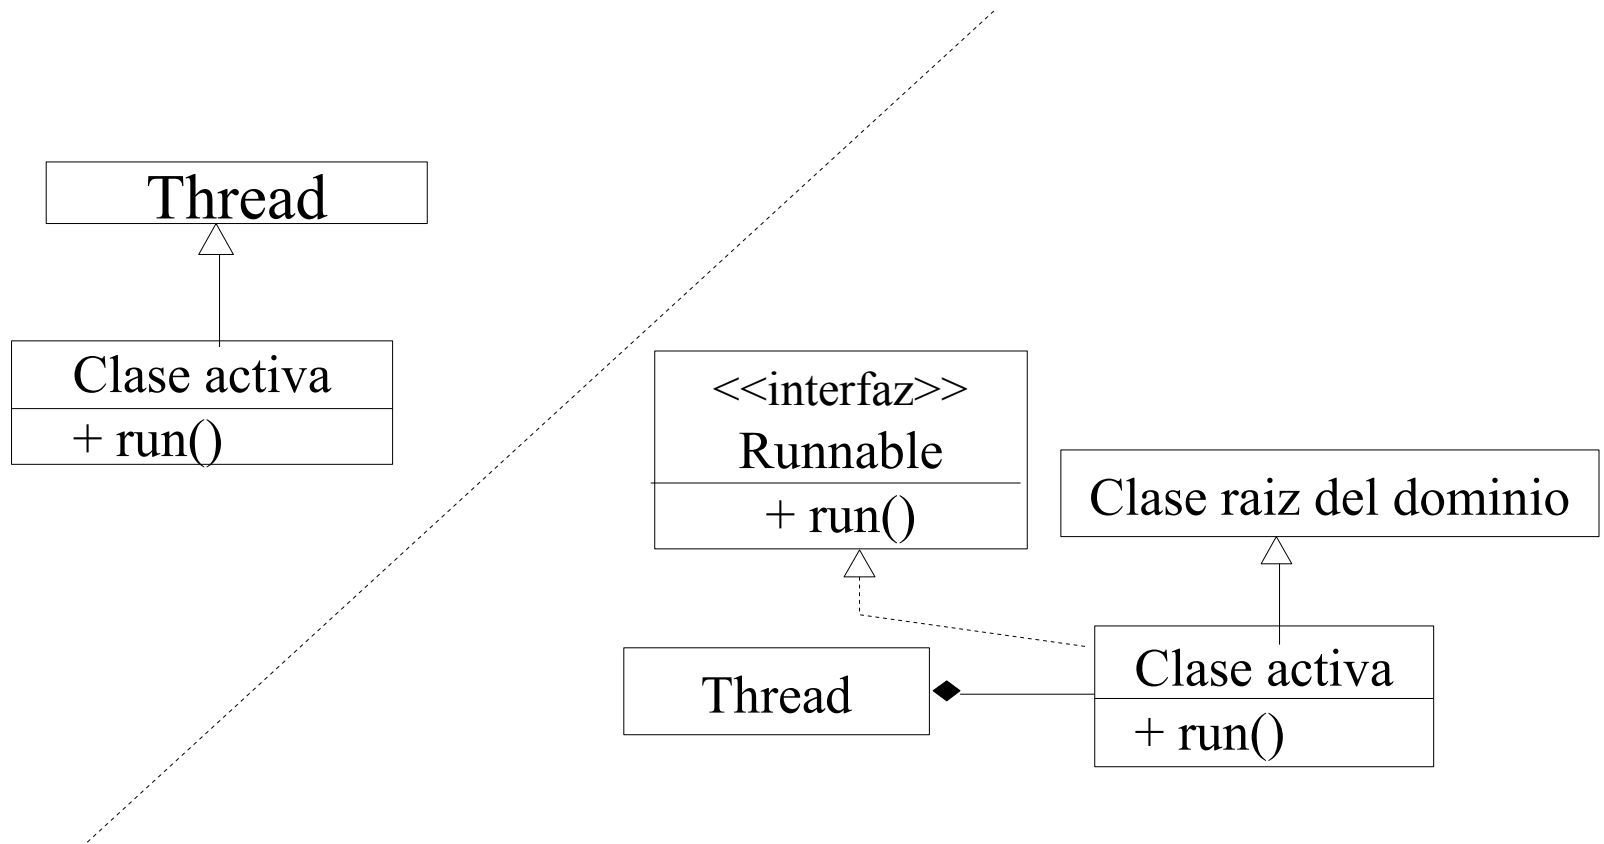 Thread
Clase activa
+ run()
<<interfaz>>
Runnable
+ run()
Clase raiz del dominio
Thread
Clase activa
+ run()